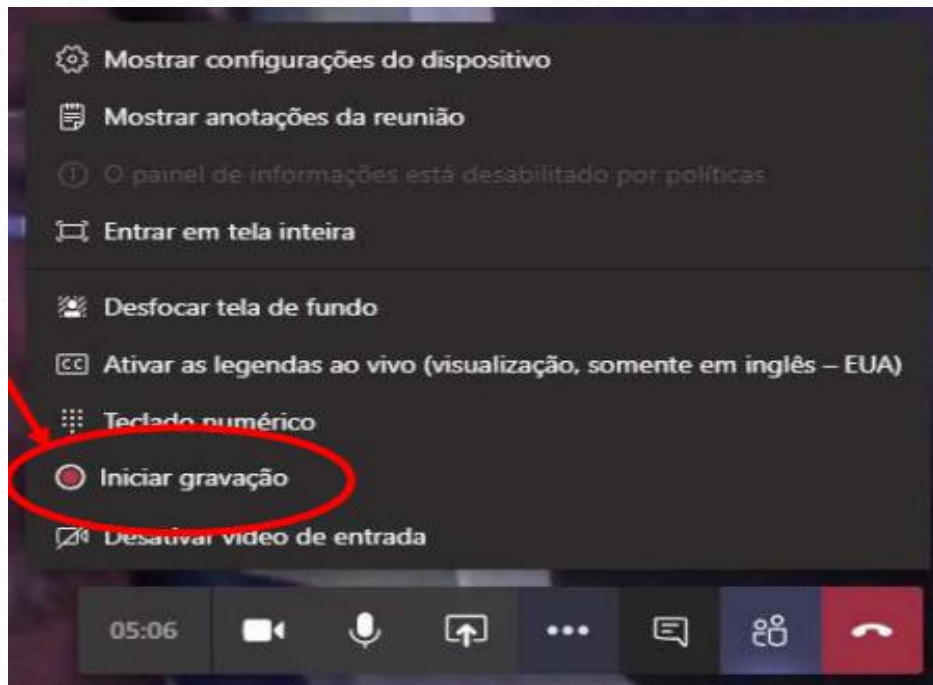 Mostrar configurações do dispositivo
Mostrar anotações da reunião
O painel de informações está desabilitado por políticas
Entrar em tela inteira
Desfocar tela de fundo
CC Ativar as legendas ao vivo (visualização, somente em inglês – EUA)
Teclado numérico
Iniciar gravação
Desativar vídeo de entrada
05:06